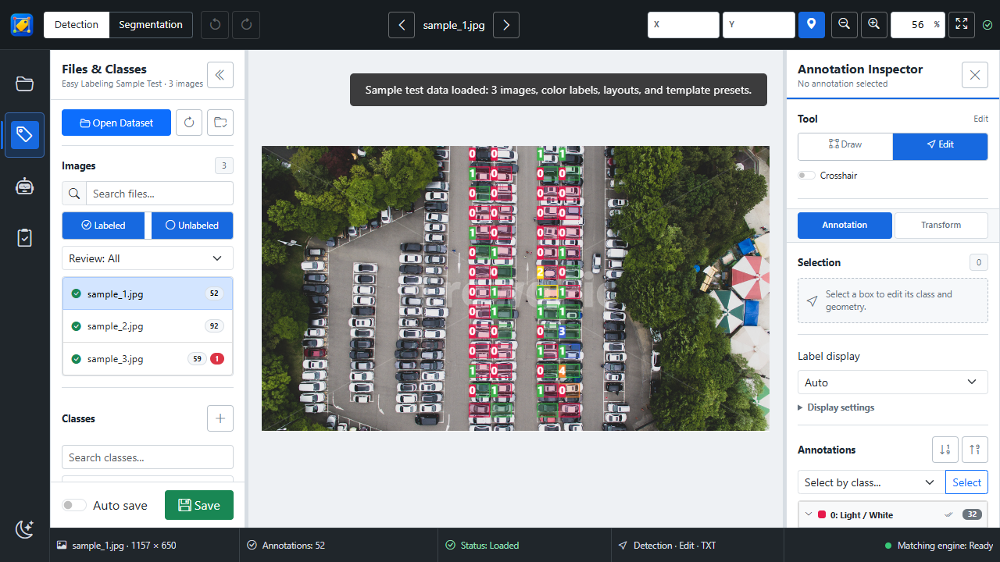 Detection
Segmentation
sample_1.jpg
X
Y
56 %
Files & Classes
Easy Labeling Sample Test · 3 images
Open Dataset
Images
3
Search files...
Labeled
Unlabeled
Review: All
sample_1.jpg 52
sample_2.jpg 92
sample_3.jpg 59 1
Classes
Search classes...
Auto save
Save
Sample test data loaded: 3 images, color labels, layouts, and template presets.
Annotation Inspector
No annotation selected
Tool
Edit
Draw
Edit
Crosshair
Annotation
Transform
Selection
0
Select a box to edit its class and
geometry.
Label display
Auto
Display settings
Annotations
Select by class...
Select
0: Light / White
32
sample_1.jpg · 1157 × 650
Annotations: 52
Status: Loaded
Detection · Edit · TXT
Matching engine: Ready